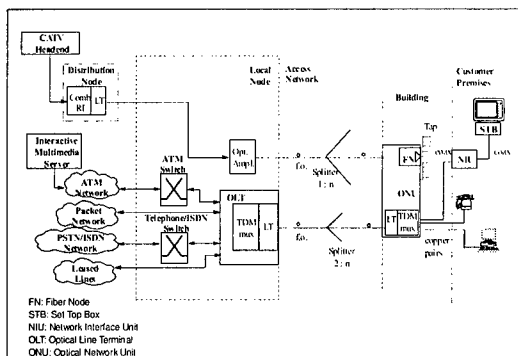 CATV
Headend
Distribution
Node
Comb
RF
LT
Local
Node
Access
Network
Building
Customer
Premises
Tap
STB
Interactive
Multimedia
Server
Opt.
Ampl.
f.o.
Splitter
1: n
FN
coax
NIU
coax
ATM
Network
ATM
Switch
OLT
ONU
Packet
Network
Telephone/ISDN
Switch
TDM
mux
LT
LT
TDM
mux
PSTN/ISDN
Network
f.o.
Splitter
2: n
copper
pairs
Leased
Lines
FN: Fiber Node
STB: Set Top Box
NIU: Network Interface Unit
OLT: Optical Line Terminal
ONU: Optical Network Unit